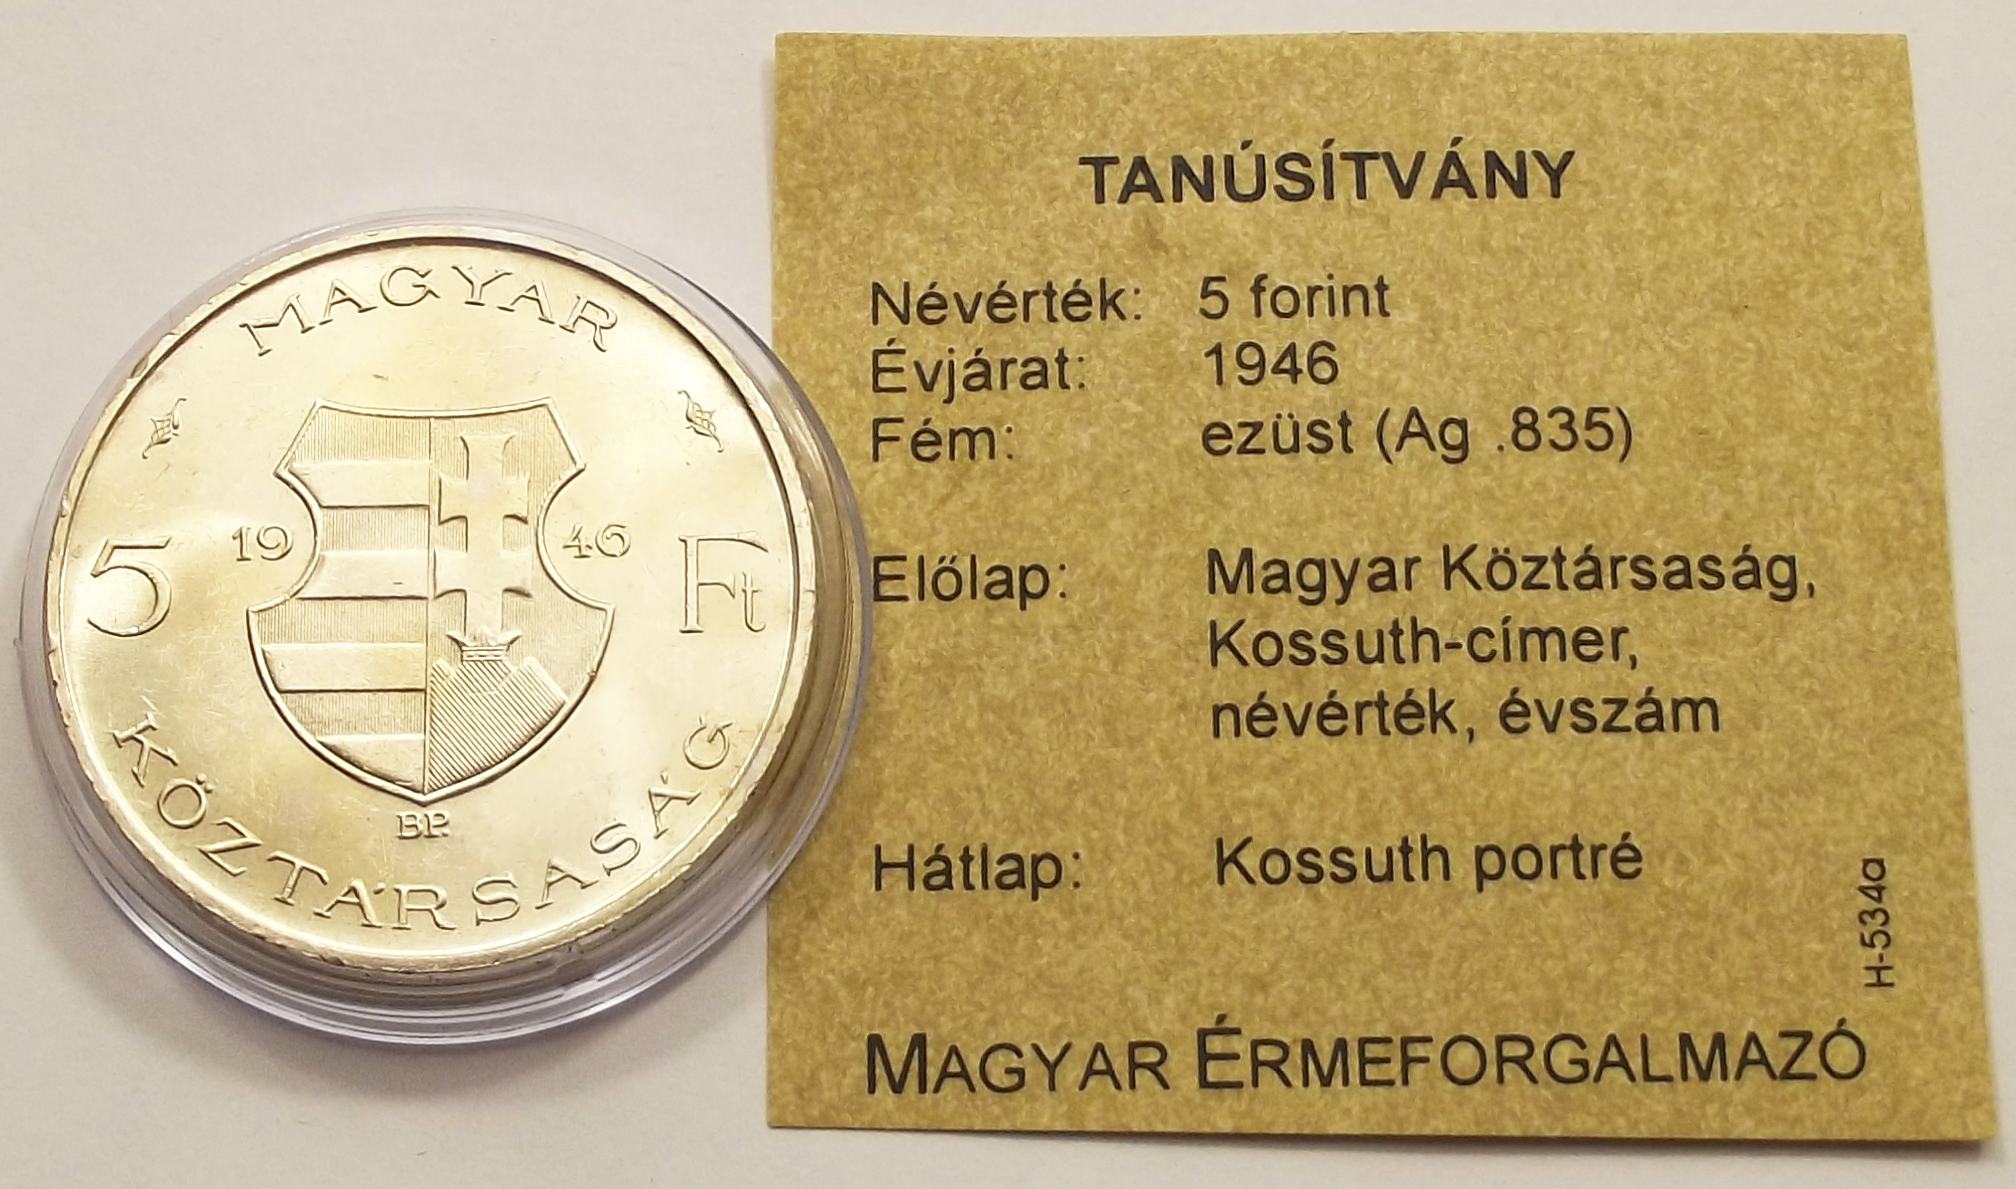 MAGYAR
5 19 46 Ft
BP.
KÖZTÁRSASÁG
TANÚSÍTVÁNY
Névérték: 5 forint
Évjárat: 1946
Fém: ezüst (Ag .835)
Előlap: Magyar Köztársaság,
Kossuth-címer,
névérték, évszám
Hátlap: Kossuth portré
H-534a
MAGYAR ÉRMEFORGALMAZÓ